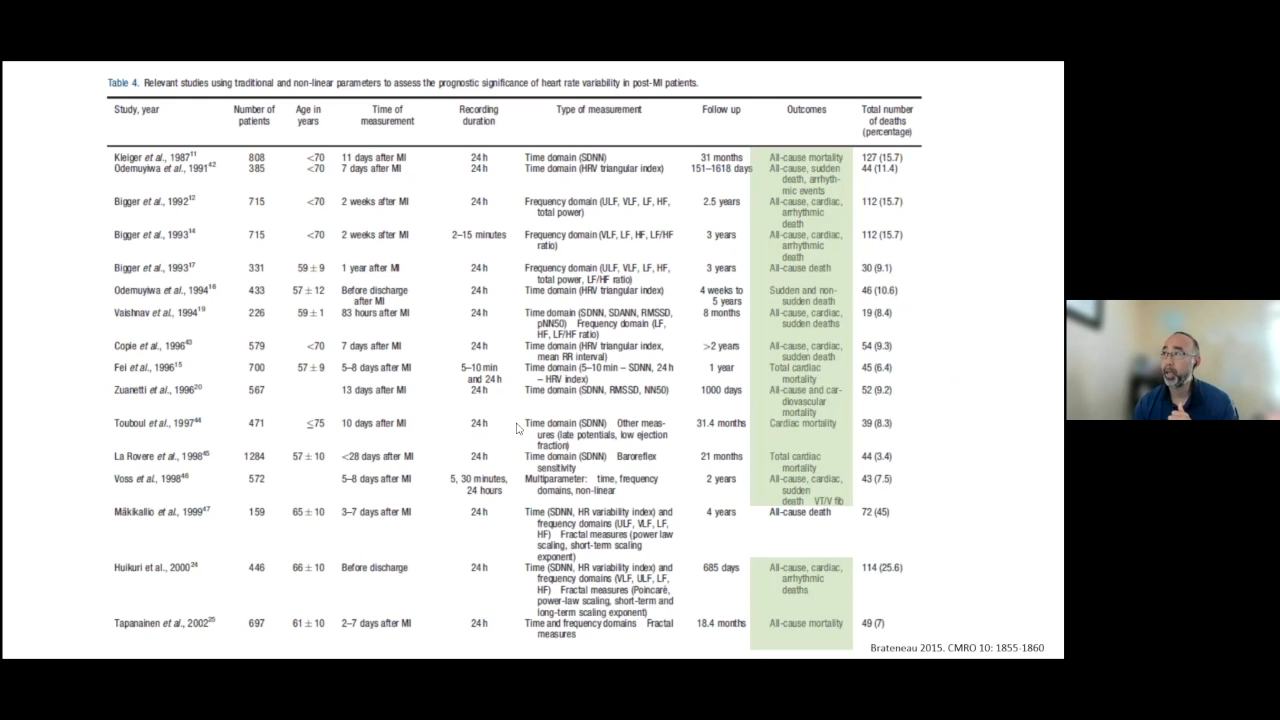 Table 4. Relevant studies using traditional and non-linear parameters to assess the prognostic significance of heart rate variability in post-MI patients.
Study, year Number of patients Age in years Time of measurement Recording duration Type of measurement Follow up Outcomes Total number of deaths (percentage)
Kleiger et al., 1987¹¹ 808 <70 11 days after MI 24 h Time domain (SDNN) 31 months All-cause mortality 127 (15.7)
Odemuyiwa et al., 1991⁴² 385 <70 7 days after MI 24 h Time domain (HRV triangular index) 151–1618 days All-cause, sudden death, arrhyth-mic events 44 (11.4)
Bigger et al., 1992¹² 715 <70 2 weeks after MI 24 h Frequency domain (ULF, VLF, LF, HF, total power) 2.5 years All-cause, cardiac, arrhythmic death 112 (15.7)
Bigger et al., 1993¹⁴ 715 <70 2 weeks after MI 2–15 minutes Frequency domain (VLF, LF, HF, LF/HF ratio) 3 years All-cause, cardiac, arrhythmic death 112 (15.7)
Bigger et al., 1993¹⁷ 331 59 ± 9 1 year after MI 24 h Frequency domain (ULF, VLF, LF, HF, total power, LF/HF ratio) 3 years All-cause death 30 (9.1)
Odemuyiwa et al., 1994¹⁶ 433 57 ± 12 Before discharge after MI 24 h Time domain (HRV triangular index) 4 weeks to 5 years Sudden and non-sudden death 46 (10.6)
Vaishnav et al., 1994¹⁹ 226 59 ± 1 83 hours after MI 24 h Time domain (SDNN, SDANN, RMSSD, pNN50) Frequency domain (LF, HF, LF/HF ratio) 8 months All-cause, cardiac, sudden deaths 19 (8.4)
Copie et al., 1996⁴³ 579 <70 7 days after MI 24 h Time domain (HRV triangular index, mean RR interval) >2 years All-cause, cardiac, sudden death 54 (9.3)
Fei et al., 1996¹⁵ 700 57 ± 9 5–8 days after MI 5–10 min and 24 h Time domain (5–10 min – SDNN, 24 h – HRV index) 1 year Total cardiac mortality 45 (6.4)
Zuanetti et al., 1996²⁰ 567 13 days after MI 24 h Time domain (SDNN, RMSSD, NN50) 1000 days All-cause and car-diovascular mortality 52 (9.2)
Touboul et al., 1997⁴⁴ 471 ≤75 10 days after MI 24 h Time domain (SDNN) Other meas-ures (late potentials, low ejection fraction) 31.4 months Cardiac mortality 39 (8.3)
La Rovere et al., 1998⁴⁵ 1284 57 ± 10 <28 days after MI 24 h Time domain (SDNN) Baroreflex sensitivity 21 months Total cardiac mortality 44 (3.4)
Voss et al., 1998⁴⁶ 572 5–8 days after MI 5, 30 minutes, 24 hours Multiparameter: time, frequency domains, non-linear 2 years All-cause, cardiac, sudden death VT/V fib 43 (7.5)
Mäkikallio et al., 1999⁴⁷ 159 65 ± 10 3–7 days after MI 24 h Time (SDNN, HR variability index) and frequency domains (ULF, VLF, LF, HF) Fractal measures (power law scaling, short-term scaling exponent) 4 years All-cause death 72 (45)
Huikuri et al., 2000²⁴ 446 66 ± 10 Before discharge 24 h Time (SDNN, HR variability index) and frequency domains (VLF, ULF, LF, HF) Fractal measures (Poincaré, power-law scaling, short-term and long-term scaling exponent) 685 days All-cause, cardiac, arrhythmic deaths 114 (25.6)
Tapanainen et al., 2002²⁵ 697 61 ± 10 2–7 days after MI 24 h Time and frequency domains Fractal measures 18.4 months All-cause mortality 49 (7)
Brateneau 2015. CMRO 10: 1855-1860